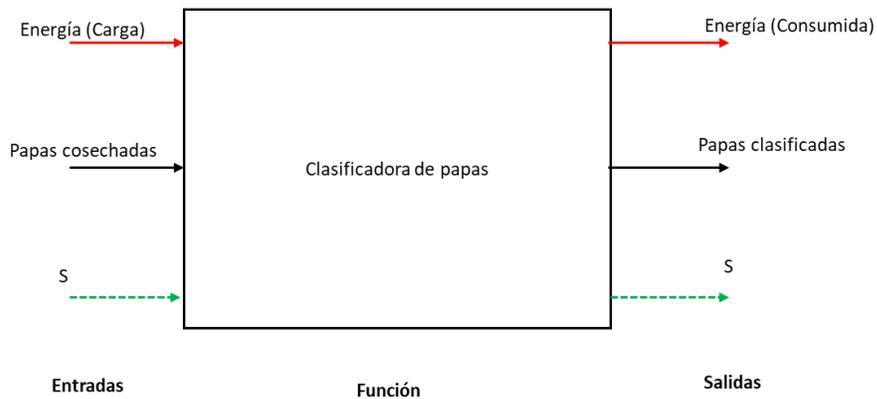 Energía (Carga)
Energía (Consumida)
Papas cosechadas
Clasificadora de papas
Papas clasificadas
S
S
Entradas
Función
Salidas